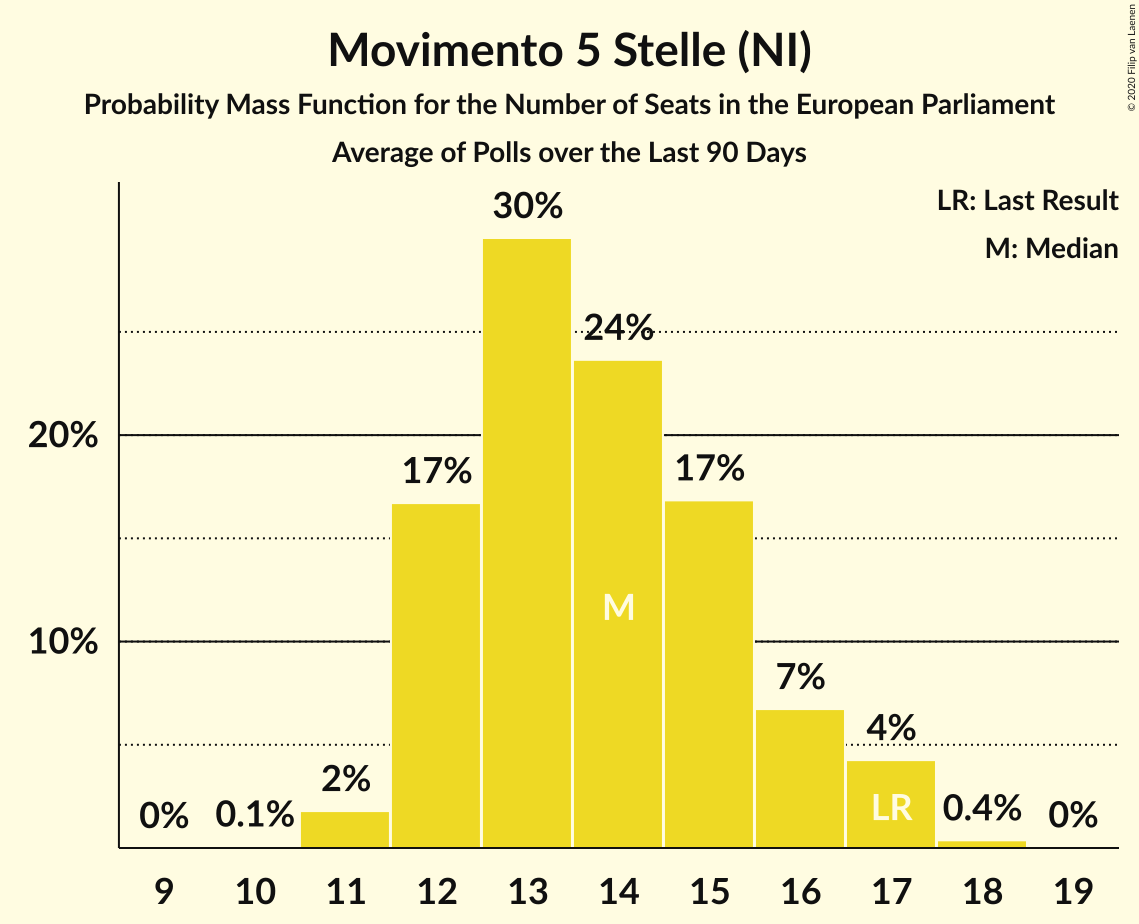 Movimento 5 Stelle (NI)
Probability Mass Function for the Number of Seats in the European Parliament
Average of Polls over the Last 90 Days
© 2020 Filip van Laenen
LR: Last Result
M: Median
30%
24%
20%
17%
17%
M
10%
7%
4%
2%
LR
0%
0.1%
0.4%
0%
9 10 11 12 13 14 15 16 17 18 19